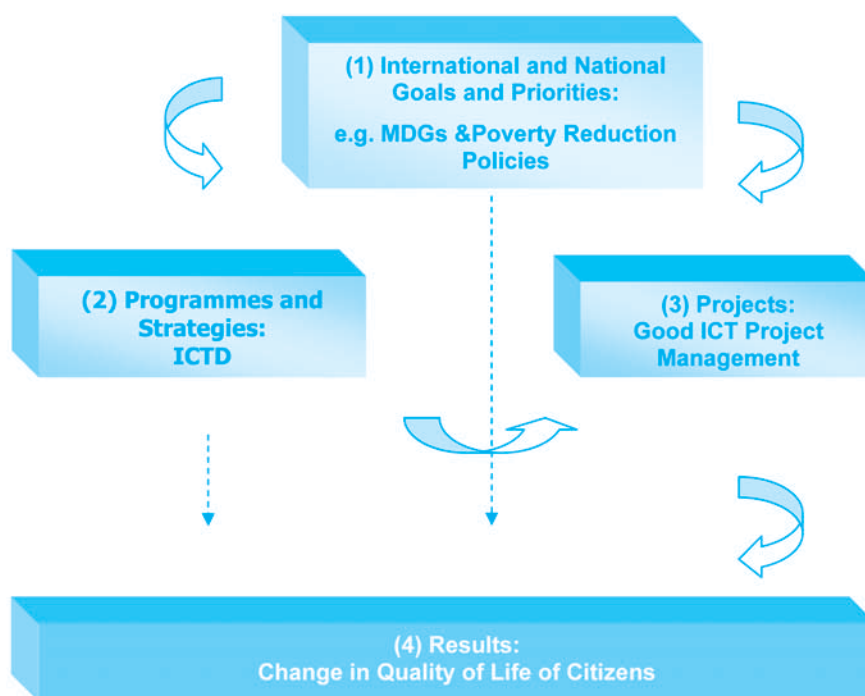 (1) International and National
Goals and Priorities:
e.g. MDGs &Poverty Reduction
Policies
(2) Programmes and
Strategies:
ICTD
(3) Projects:
Good ICT Project
Management
(4) Results:
Change in Quality of Life of Citizens